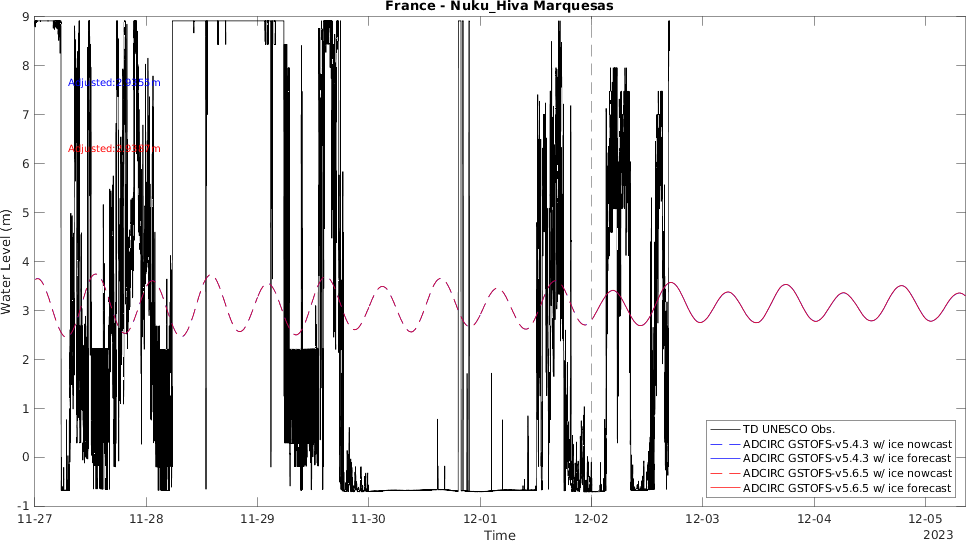 France - Nuku_Hiva Marquesas
9
8
7
6
5
4
3
2
1
0
-1
Water Level (m)
11-27
11-28
11-29
11-30
12-01
12-02
12-03
12-04
12-05
Time
2023
TD UNESCO Obs.
ADCIRC GSTOFS-v5.4.3 w/ ice nowcast
ADCIRC GSTOFS-v5.4.3 w/ ice forecast
ADCIRC GSTOFS-v5.6.5 w/ ice nowcast
ADCIRC GSTOFS-v5.6.5 w/ ice forecast